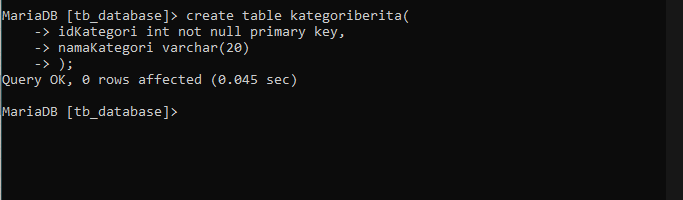 MariaDB [tb_database]> create table kategoriberita(
    -> idKategori int not null primary key,
    -> namaKategori varchar(20)
    -> );
Query OK, 0 rows affected (0.045 sec)
MariaDB [tb_database]>